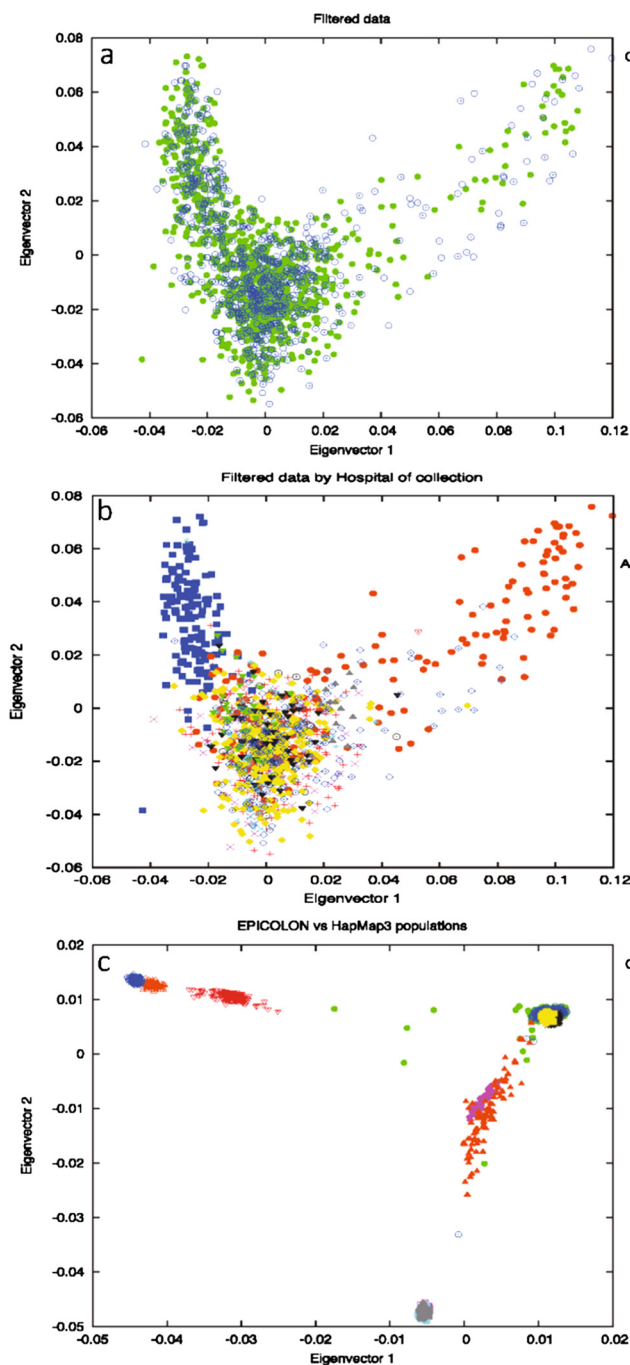 Filtered data
a
c
0.08
0.06
0.04
0.02
0
-0.02
-0.04
-0.06
Eigenvector 2
-0.06 -0.04 -0.02 0 0.02 0.04 0.06 0.08 0.1 0.12
Eigenvector 1
Filtered data by Hospital of collection
b
A
0.08
0.06
0.04
0.02
0
-0.02
-0.04
-0.06
Eigenvector 2
-0.06 -0.04 -0.02 0 0.02 0.04 0.06 0.08 0.1 0.12
Eigenvector 1
EPICOLON vs HapMap3 populations
c
0.02
0.01
0
-0.01
-0.02
-0.03
-0.04
-0.05
Eigenvector 2
-0.05 -0.04 -0.03 -0.02 -0.01 0 0.01 0.02
Eigenvector 1